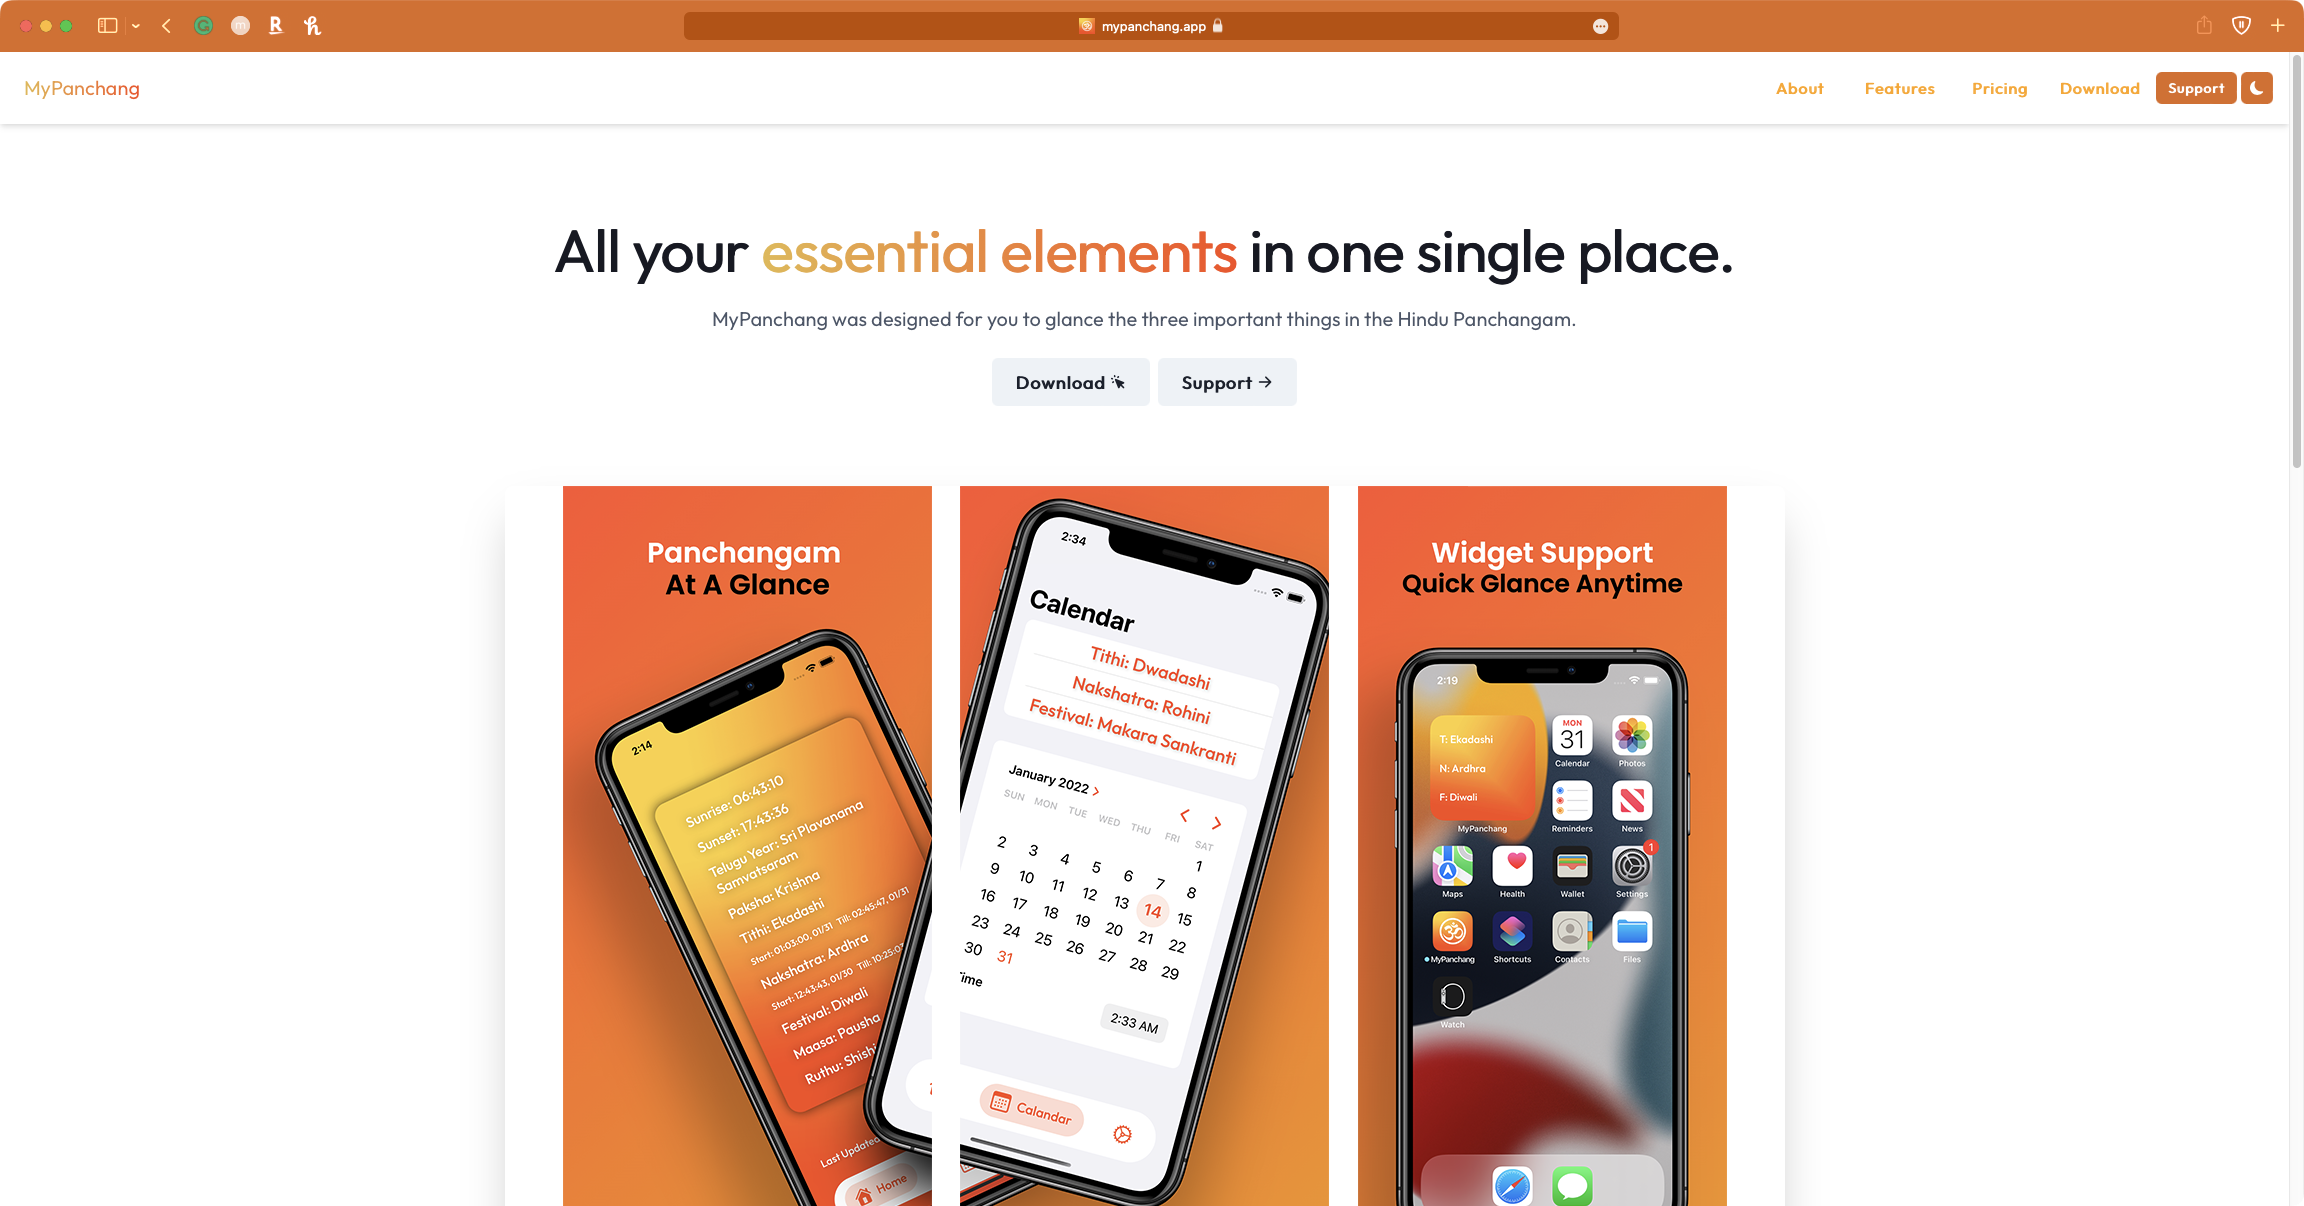 mypanchang.app
MyPanchang
About
Features
Pricing
Download
Support
All your essential elements in one single place.
MyPanchang was designed for you to glance the three important things in the Hindu Panchangam.
Download
Support
Panchangam
At A Glance
2:14
Sunrise: 06:43:10
Sunset: 17:43:36
Telugu Year: Sri Plavanama
Samvatsaram
Paksha: Krishna
Tithi: Ekadashi
Start: 01:03:00, 01/31 Till: 02:45:47, 01/31
Nakshatra: Ardhra
Start: 12:43:43, 01/30 Till: 10:25:03
Festival: Diwali
Maasa: Pausha
Ruthu: Shishi
Last Updated
Home
2:34
Calendar
Tithi: Dwadashi
Nakshatra: Rohini
Festival: Makara Sankranti
January 2022
SUN MON TUE WED THU FRI SAT
1
2 3 4 5 6 7 8
9 10 11 12 13 14 15
16 17 18 19 20 21 22
23 24 25 26 27 28 29
30 31
ime
2:33 AM
Calandar
Widget Support
Quick Glance Anytime
2:19
T: Ekadashi
N: Ardhra
F: Diwali
MyPanchang
MON
31
Calendar
Photos
Reminders
News
1
Maps
Health
Wallet
Settings
MyPanchang
Shortcuts
Contacts
Files
Watch